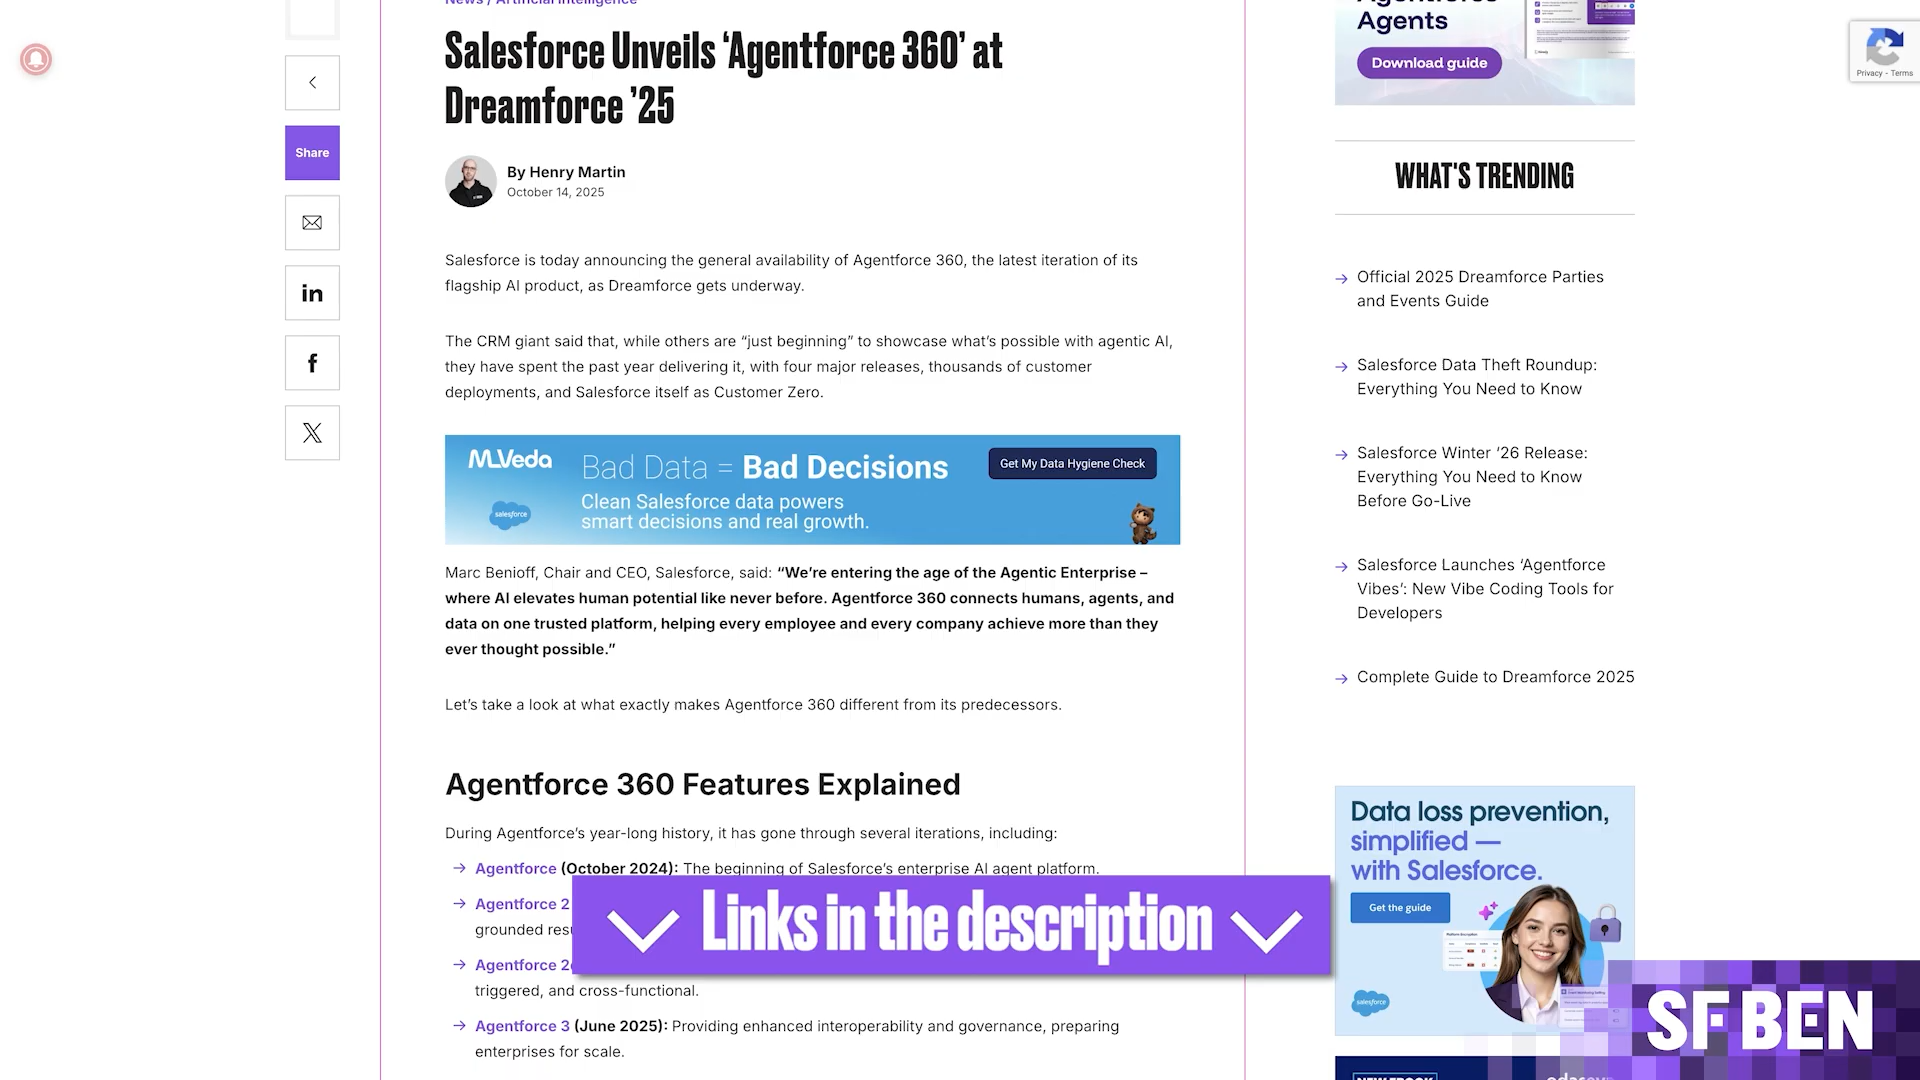 News / Artificial Intelligence
Salesforce Unveils ‘Agentforce 360’ at
Dreamforce ’25
By Henry Martin
October 14, 2025
Share
Salesforce is today announcing the general availability of Agentforce 360, the latest iteration of its
flagship AI product, as Dreamforce gets underway.
The CRM giant said that, while others are “just beginning” to showcase what’s possible with agentic AI,
they have spent the past year delivering it, with four major releases, thousands of customer
deployments, and Salesforce itself as Customer Zero.
MVeda
salesforce
Bad Data = Bad Decisions
Clean Salesforce data powers
smart decisions and real growth.
Get My Data Hygiene Check
Marc Benioff, Chair and CEO, Salesforce, said: “We’re entering the age of the Agentic Enterprise –
where AI elevates human potential like never before. Agentforce 360 connects humans, agents, and
data on one trusted platform, helping every employee and every company achieve more than they
ever thought possible.”
Let’s take a look at what exactly makes Agentforce 360 different from its predecessors.
Agentforce 360 Features Explained
During Agentforce’s year-long history, it has gone through several iterations, including:
Agentforce (October 2024): The beginning of Salesforce’s enterprise AI agent platform.
Agentforce 2
grounded
Agentforce
triggered, and cross-functional.
Agentforce 3 (June 2025): Providing enhanced interoperability and governance, preparing
enterprises for scale.
Links in the description
Agentforce
Agents
Download guide
WHAT'S TRENDING
Official 2025 Dreamforce Parties
and Events Guide
Salesforce Data Theft Roundup:
Everything You Need to Know
Salesforce Winter ’26 Release:
Everything You Need to Know
Before Go-Live
Salesforce Launches ‘Agentforce
Vibes’: New Vibe Coding Tools for
Developers
Complete Guide to Dreamforce 2025
Data loss prevention,
simplified —
with Salesforce.
Get the guide
salesforce
NEW EBOOK
SF BEN
Privacy - Terms